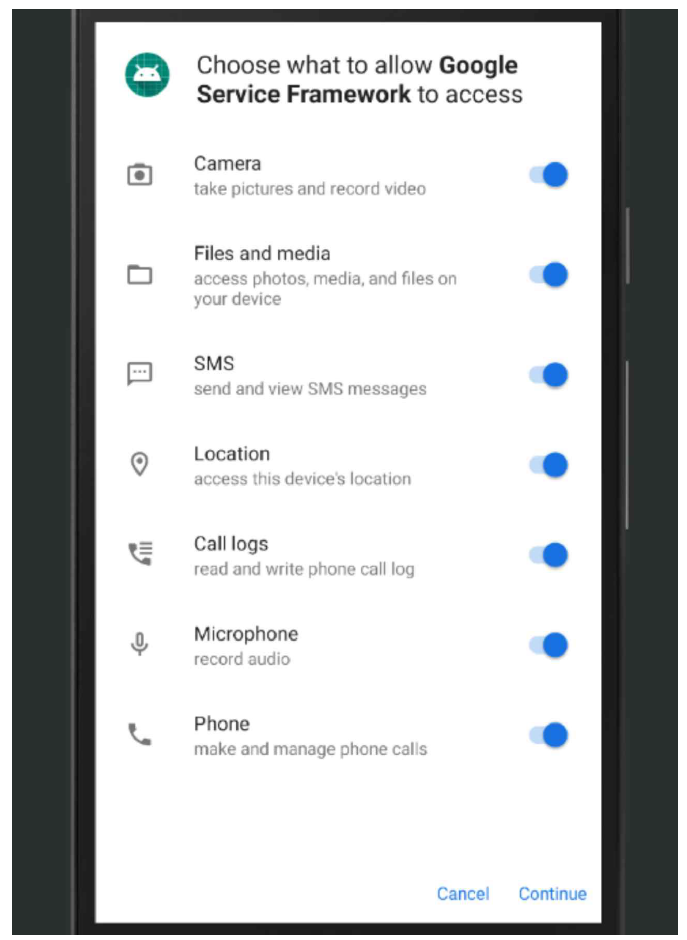 Choose what to allow Google
Service Framework to access
Camera
take pictures and record video
Files and media
access photos, media, and files on
your device
SMS
send and view SMS messages
Location
access this device's location
Call logs
read and write phone call log
Microphone
record audio
Phone
make and manage phone calls
Cancel
Continue